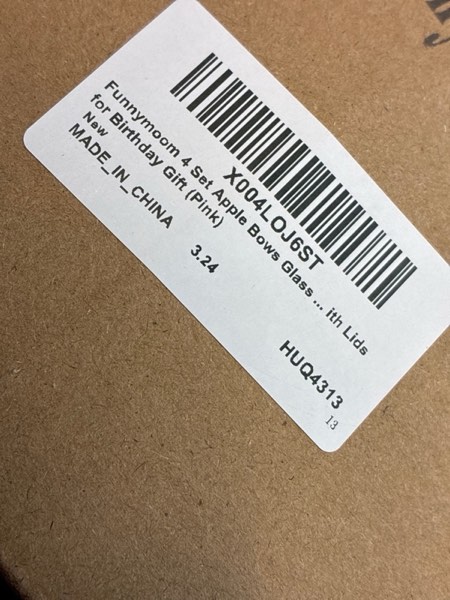 X004LOJ6ST
Funnymoom 4 Set Apple Bows Glass ... ith Lids
for Birthday Gift (Pink)
New
MADE_IN_CHINA
3.24
HUQ4313
13